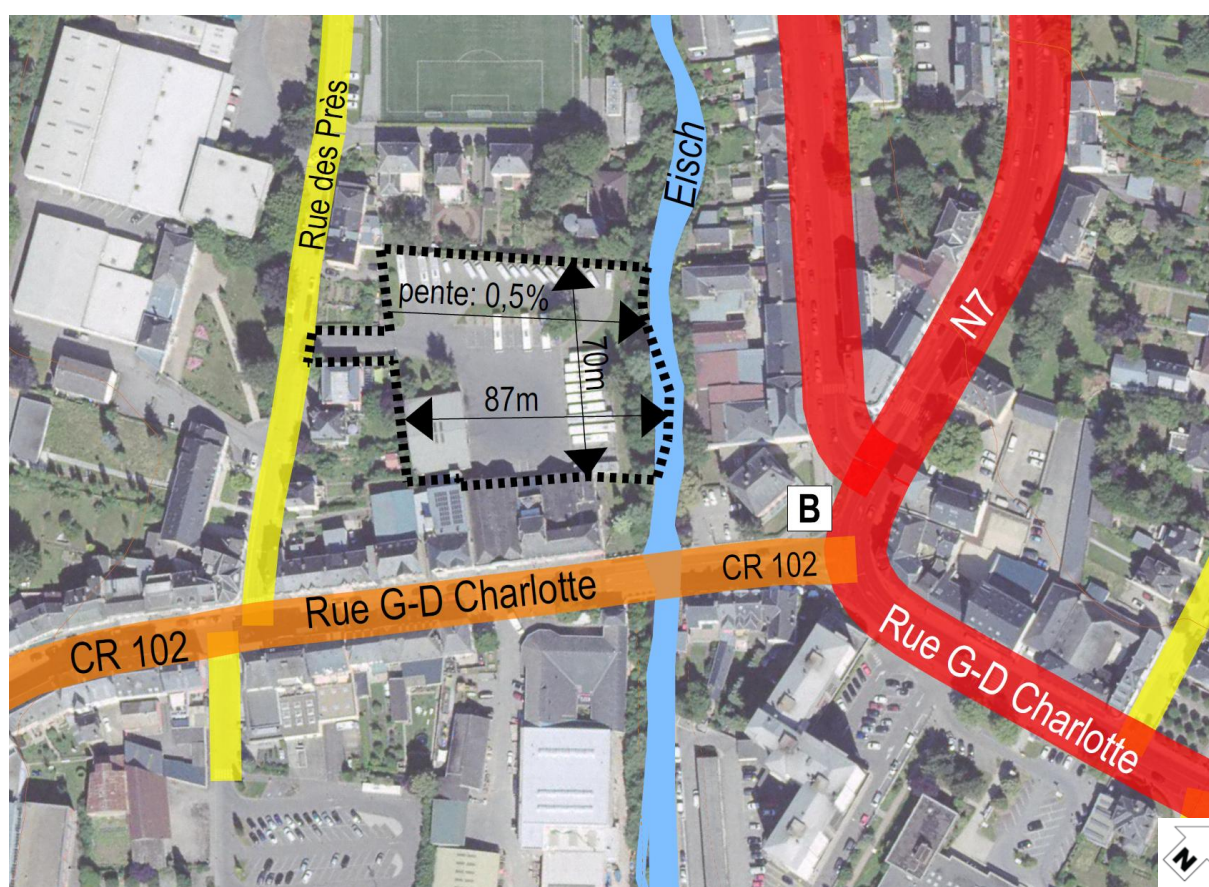 Rue des Près
Eisch
pente: 0,5%
70m
87m
N7
B
CR 102
Rue G-D Charlotte
CR 102
Rue G-D Charlotte
N